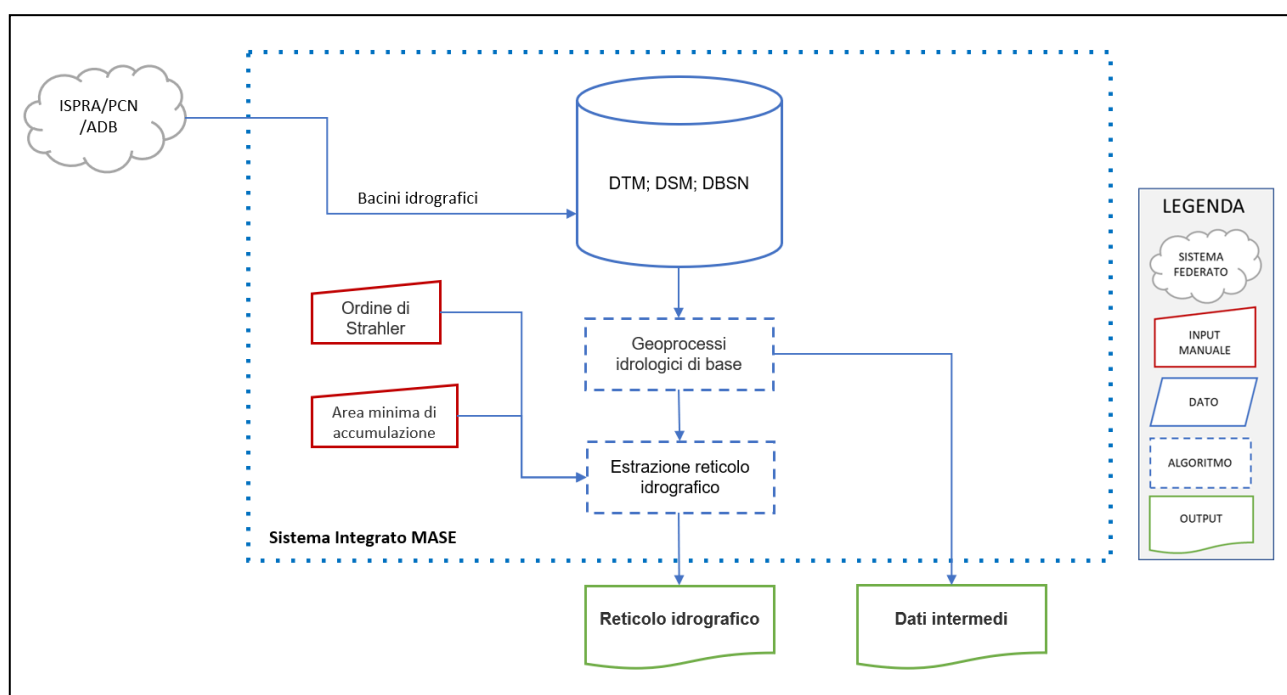 ISPRA/PCN
/ADB
Bacini idrografici
DTM; DSM; DBSN
Ordine di
Strahler
Geoprocessi
idrologici di base
Area minima di
accumulazione
Estrazione reticolo
idrografico
Sistema Integrato MASE
Reticolo idrografico
Dati intermedi
LEGENDA
SISTEMA
FEDERATO
INPUT
MANUALE
DATO
ALGORITMO
OUTPUT